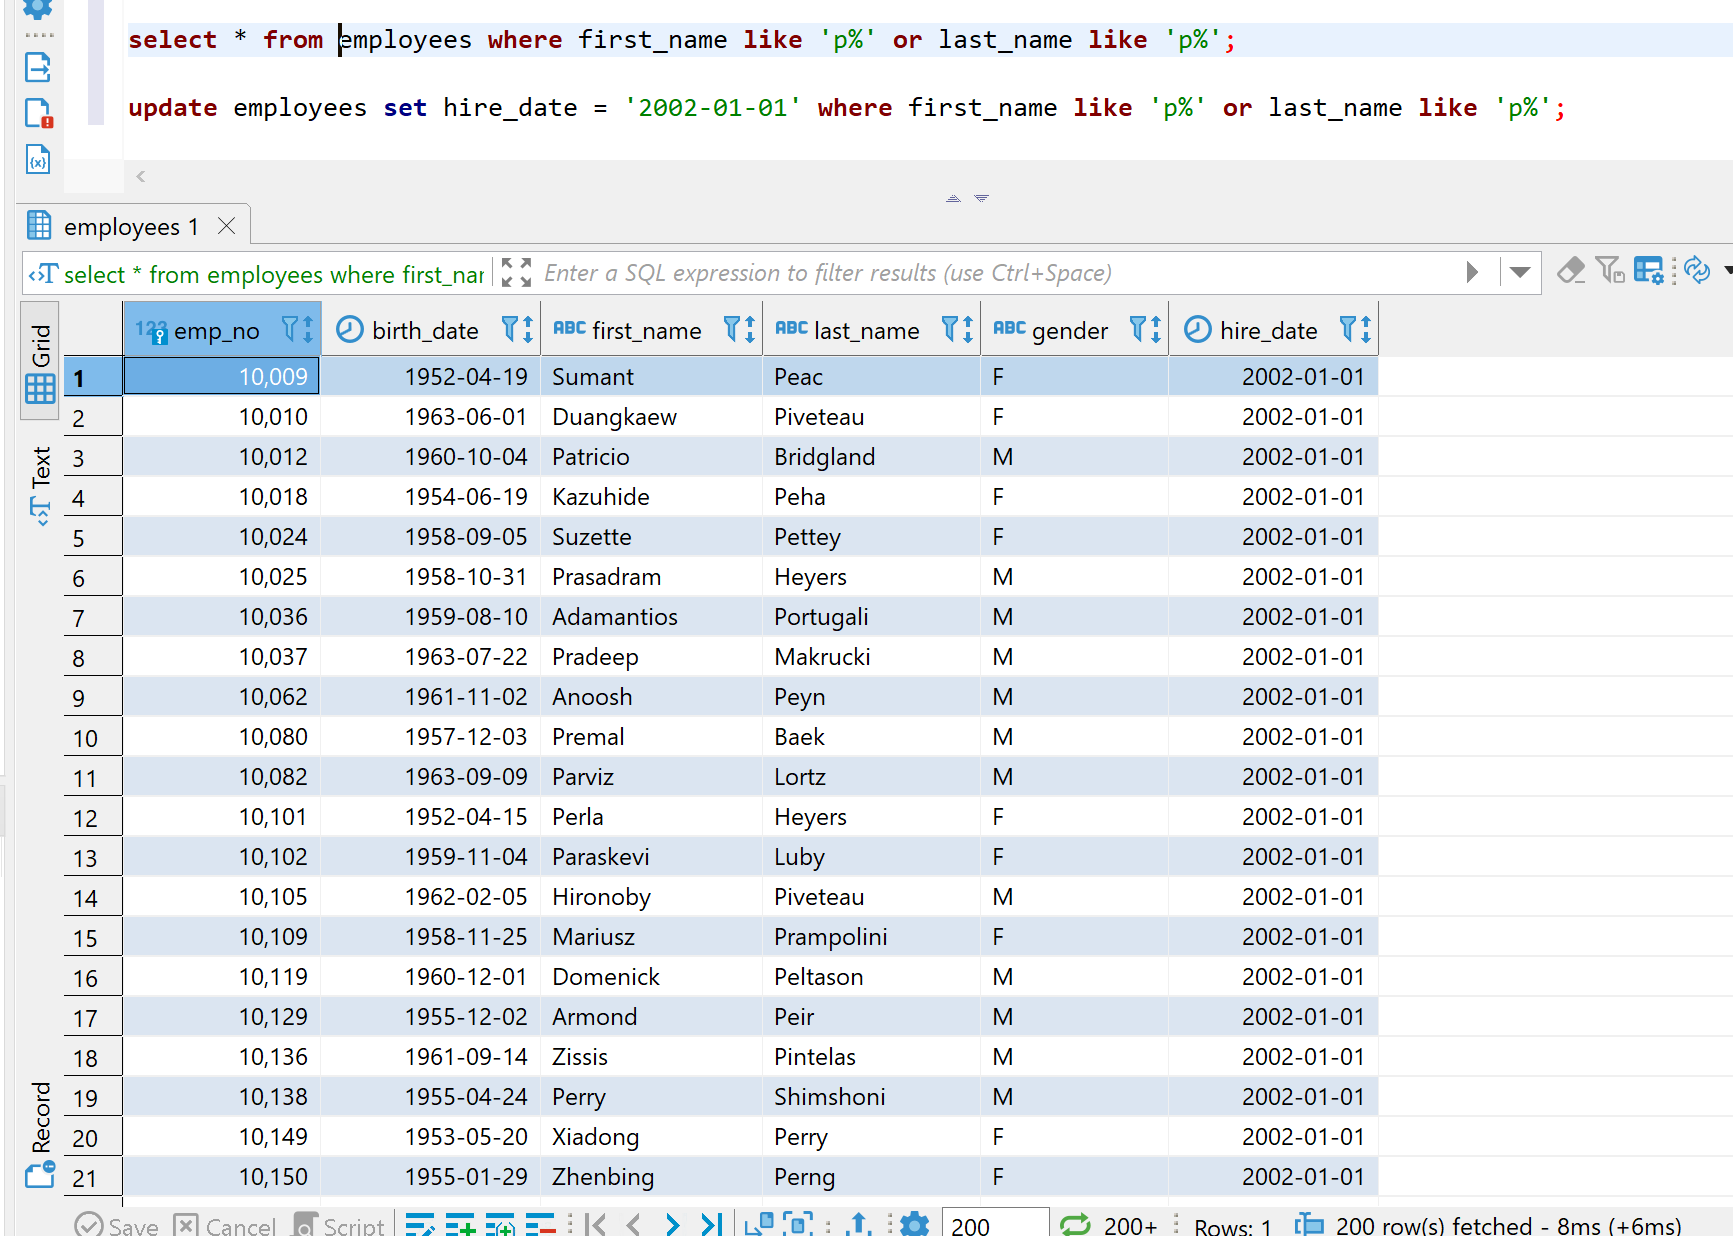 select * from employees where first_name like 'p%' or last_name like 'p%';
update employees set hire_date = '2002-01-01' where first_name like 'p%' or last_name like 'p%';
employees 1
select * from employees where first_nar Enter a SQL expression to filter results (use Ctrl+Space)
Grid
Text
Record
123 emp_no birth_date ABC first_name ABC last_name ABC gender hire_date
1 10,009 1952-04-19 Sumant Peac F 2002-01-01
2 10,010 1963-06-01 Duangkaew Piveteau F 2002-01-01
3 10,012 1960-10-04 Patricio Bridgland M 2002-01-01
4 10,018 1954-06-19 Kazuhide Peha F 2002-01-01
5 10,024 1958-09-05 Suzette Pettey F 2002-01-01
6 10,025 1958-10-31 Prasadram Heyers M 2002-01-01
7 10,036 1959-08-10 Adamantios Portugali M 2002-01-01
8 10,037 1963-07-22 Pradeep Makrucki M 2002-01-01
9 10,062 1961-11-02 Anoosh Peyn M 2002-01-01
10 10,080 1957-12-03 Premal Baek M 2002-01-01
11 10,082 1963-09-09 Parviz Lortz M 2002-01-01
12 10,101 1952-04-15 Perla Heyers F 2002-01-01
13 10,102 1959-11-04 Paraskevi Luby F 2002-01-01
14 10,105 1962-02-05 Hironoby Piveteau M 2002-01-01
15 10,109 1958-11-25 Mariusz Prampolini F 2002-01-01
16 10,119 1960-12-01 Domenick Peltason M 2002-01-01
17 10,129 1955-12-02 Armond Peir M 2002-01-01
18 10,136 1961-09-14 Zissis Pintelas M 2002-01-01
19 10,138 1955-04-24 Perry Shimshoni M 2002-01-01
20 10,149 1953-05-20 Xiadong Perry F 2002-01-01
21 10,150 1955-01-29 Zhenbing Perng F 2002-01-01
Save Cancel Script 200 200+ Rows: 1 200 row(s) fetched - 8ms (+6ms)